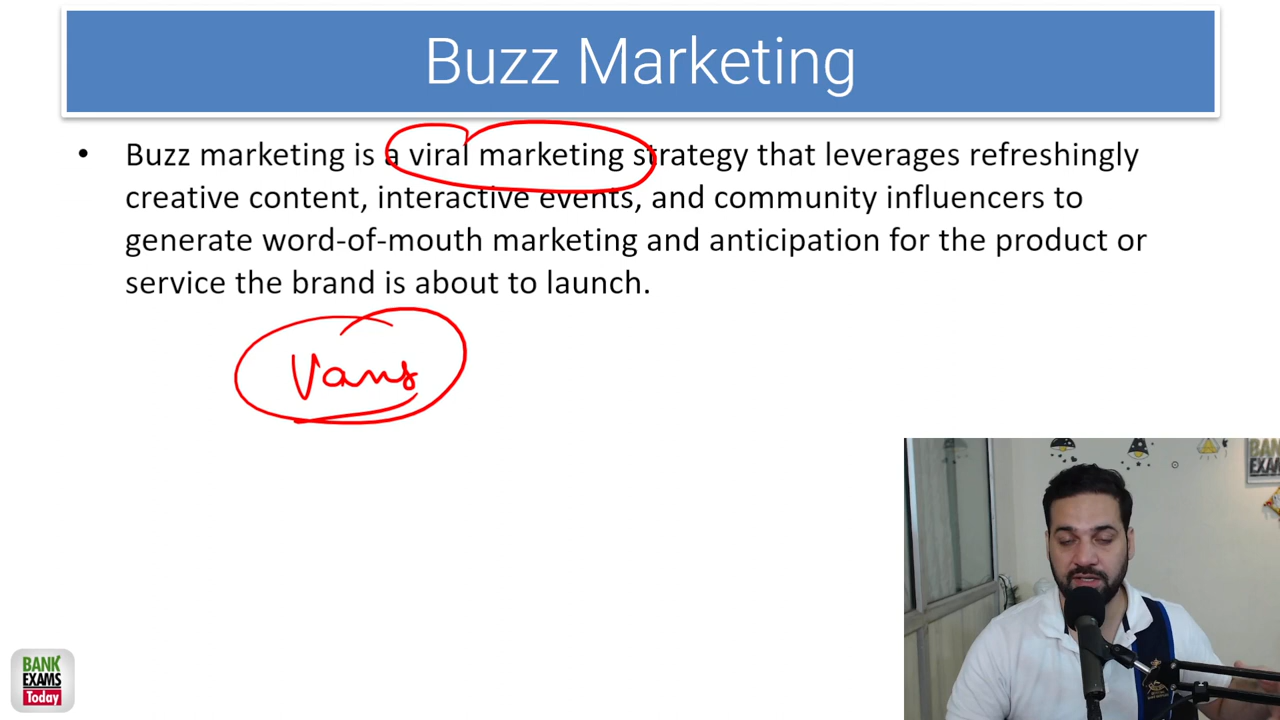 Buzz Marketing
• Buzz marketing is a viral marketing strategy that leverages refreshingly
creative content, interactive events, and community influencers to
generate word-of-mouth marketing and anticipation for the product or
service the brand is about to launch.
Vans
BANK
EXAMS
Today